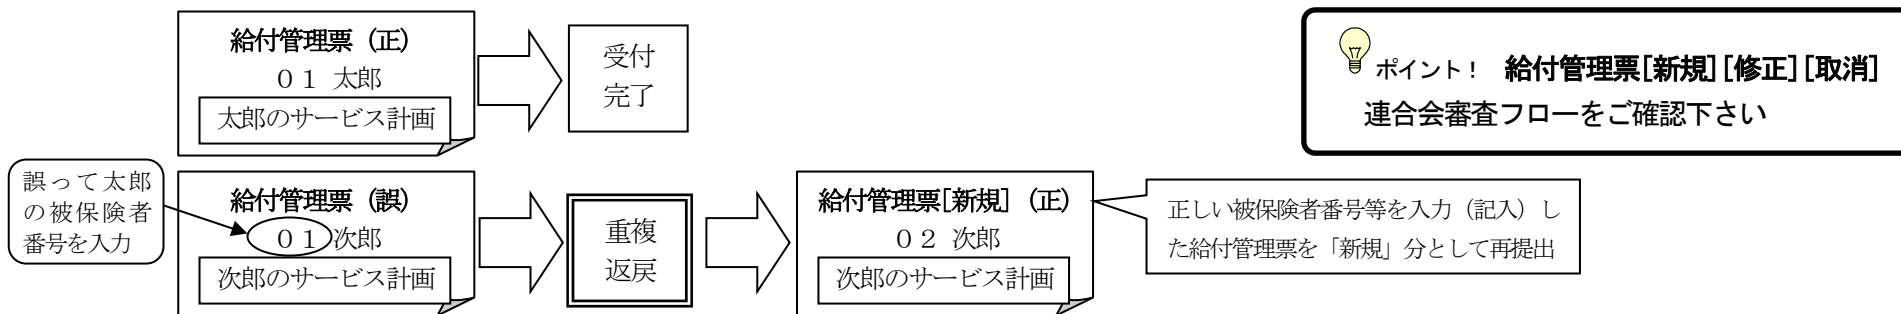 給付管理票（正）
０１ 太郎
太郎のサービス計画
受付
完了
ポイント！ 給付管理票[新規][修正][取消]
連合会審査フローをご確認下さい
誤って太郎
の被保険者
番号を入力
給付管理票（誤）
０１ 次郎
次郎のサービス計画
重複
返戻
給付管理票[新規]（正）
０２ 次郎
次郎のサービス計画
正しい被保険者番号等を入力（記入）し
た給付管理票を「新規」分として再提出